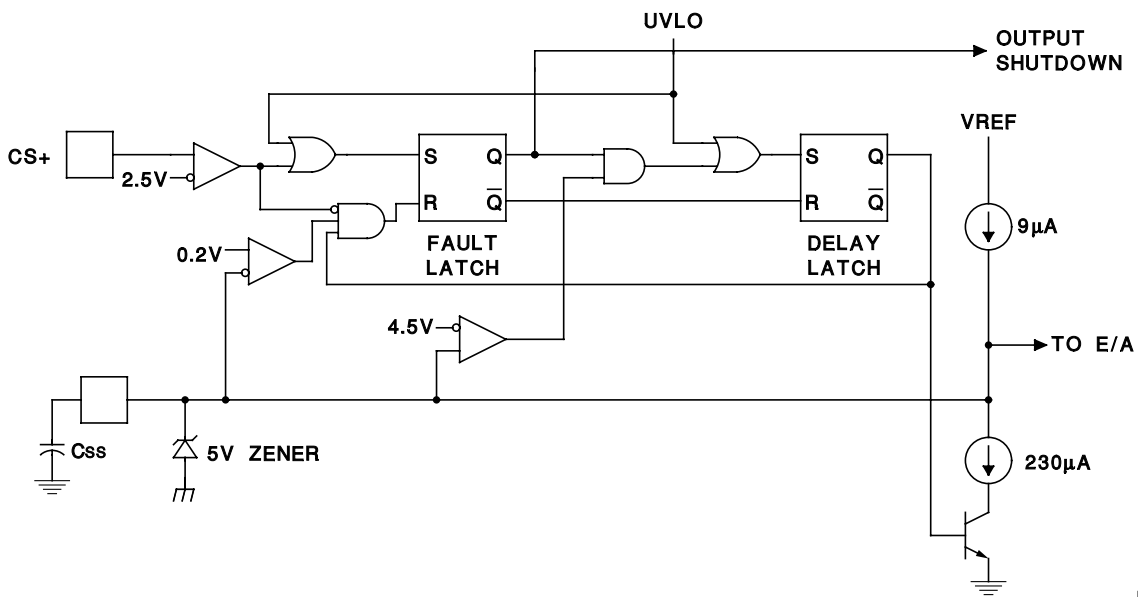 UVLO
OUTPUT
SHUTDOWN
VREF
CS+
2.5V
S Q
R Q̅
FAULT
LATCH
S Q
R Q̅
DELAY
LATCH
9µA
0.2V
4.5V
TO E/A
Css
5V ZENER
230µA